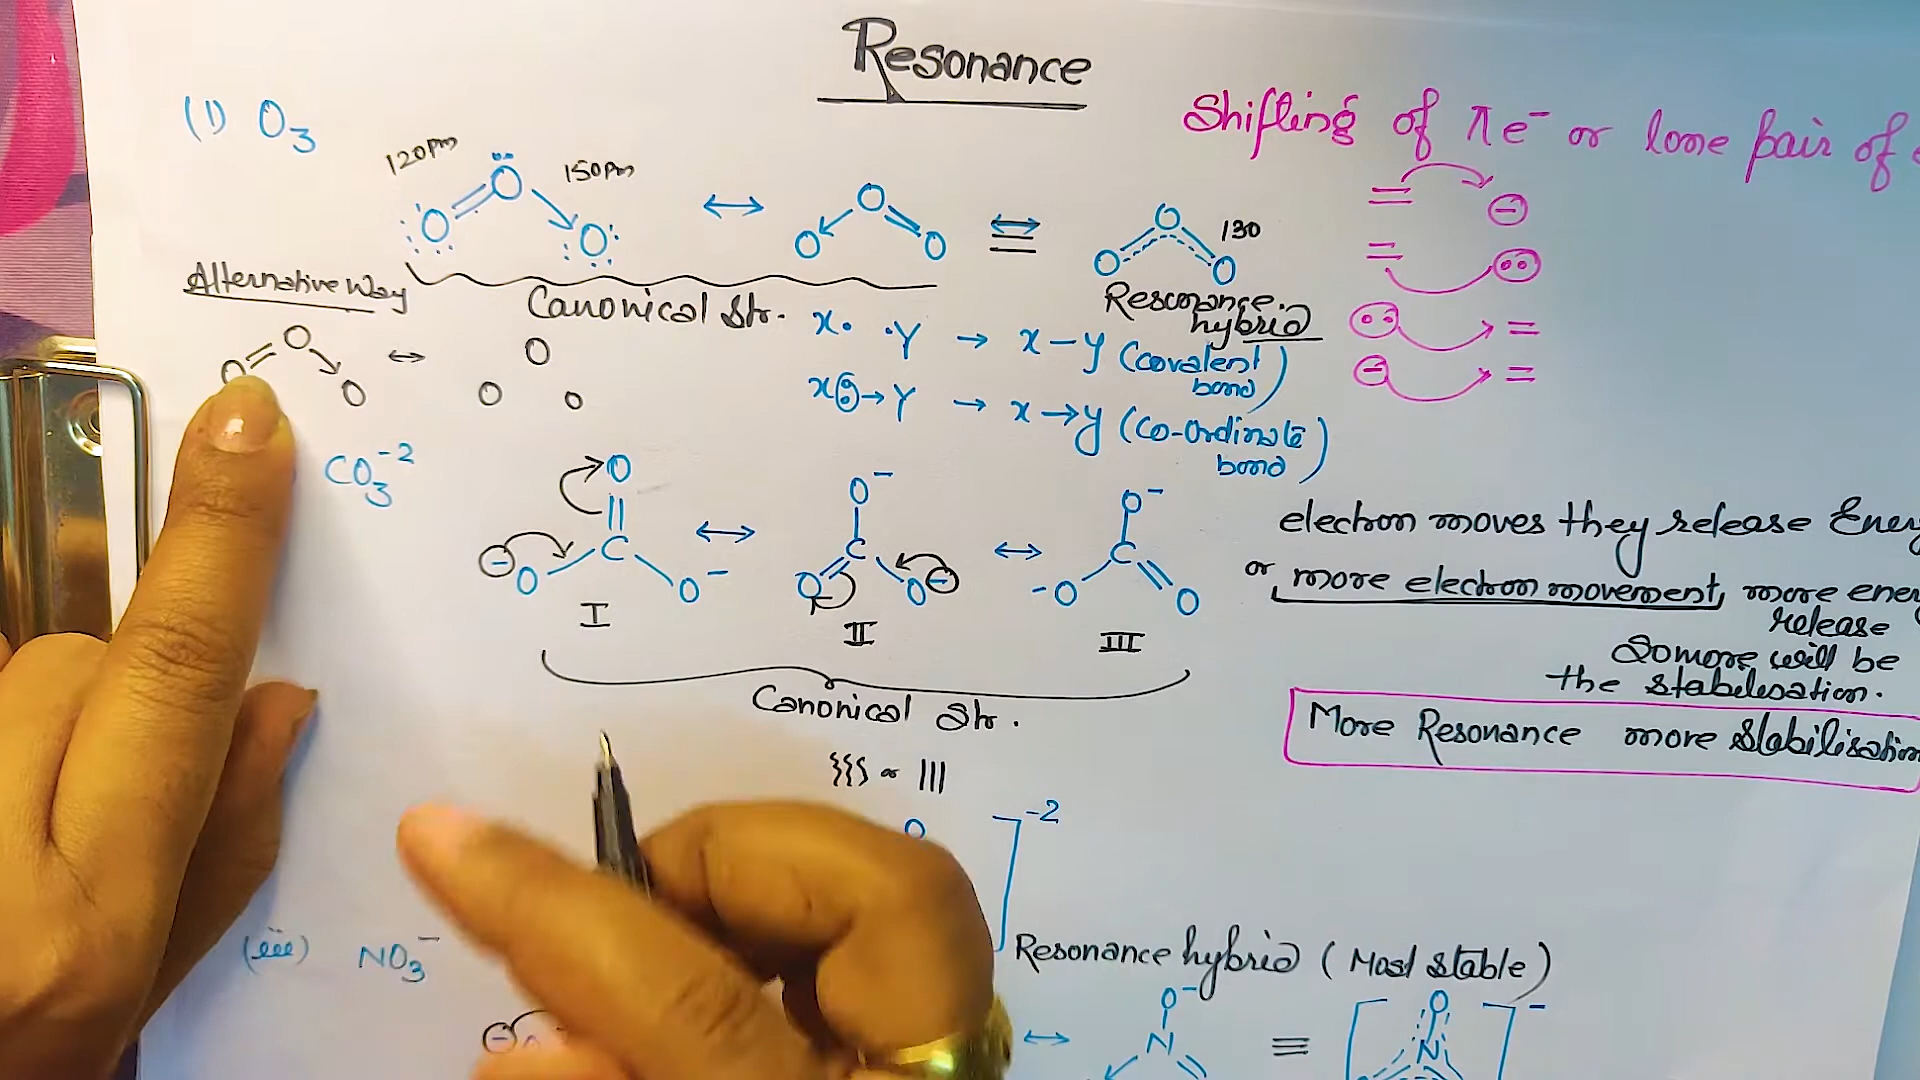 Resonance
(1) O3
Shifting of π e- or lone pair of
120pm
150pm
O = O → O ↔ O ← O = O ≡ O O O
130
Alternative Way
Canonical Str.
Resonance.
hybrid
x• •Y → x-y (covalent
bond)
x:→Y → x→y (Co-ordinate
bond)
O = O → O ↔ O O O
CO3-2
O
O-
O-
- O C O-
O C O -
-O C O
I
II
III
electron moves they release
or more electron movement, more
release
So more will be
the stabilisation.
Canonical Str.
More Resonance more Stabilisation
-2
Resonance hybrid (Most stable)
(iii) NO3-
O-
O
-
N
≡
N